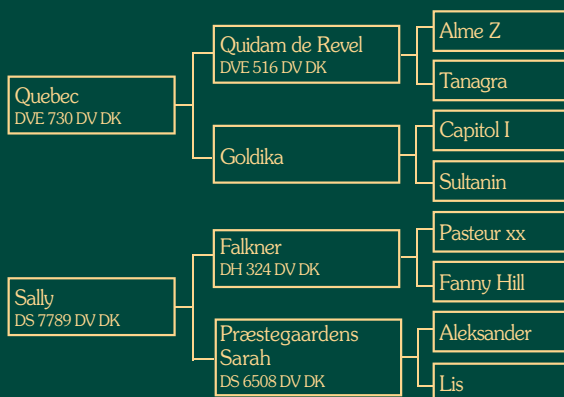 Quebec
DVE 730 DV DK
Quidam de Revel
DVE 516 DV DK
Alme Z
Tanagra
Goldika
Capitol I
Sultanin
Sally
DS 7789 DV DK
Falkner
DH 324 DV DK
Pasteur xx
Fanny Hill
Præstegaardens
Sarah
DS 6508 DV DK
Aleksander
Lis